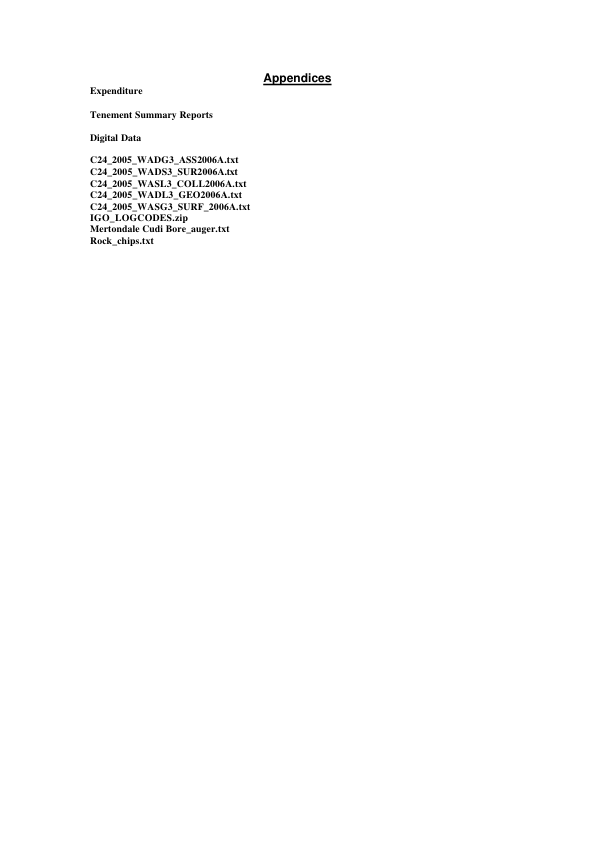 Appendices
Expenditure
Tenement Summary Reports
Digital Data
C24_2005_WADG3_ASS2006A.txt
C24_2005_WADS3_SUR2006A.txt
C24_2005_WASL3_COLL2006A.txt
C24_2005_WADL3_GEO2006A.txt
C24_2005_WASG3_SURF_2006A.txt
IGO_LOGCODES.zip
Mertondale Cudi Bore_auger.txt
Rock_chips.txt